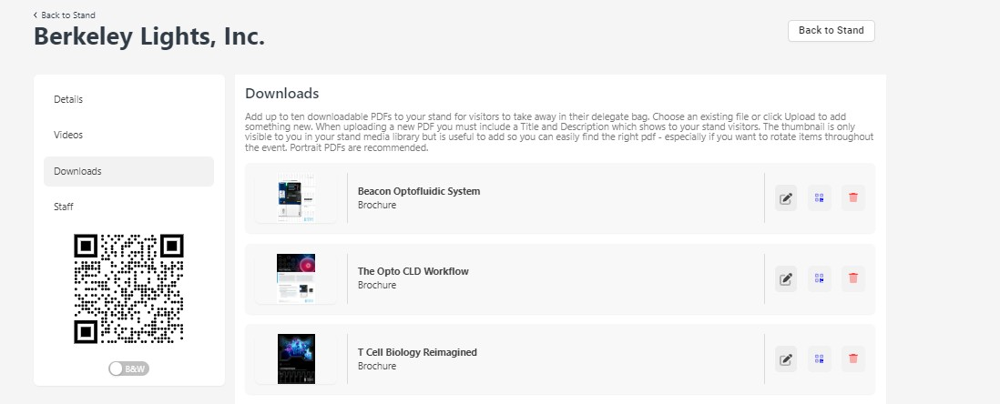 Back to Stand
Berkeley Lights, Inc.
Back to Stand
Details
Videos
Downloads
Staff
B&W
Downloads
Add up to ten downloadable PDFs to your stand for visitors to take away in their delegate bag. Choose an existing file or click Upload to add
something new. When uploading a new PDF you must include a Title and Description which shows to your stand visitors. The thumbnail is only
visible to you in your stand media library but is useful to add so you can easily find the right pdf - especially if you want to rotate items throughout
the event. Portrait PDFs are recommended.
Beacon Optofluidic System
Brochure
The Opto CLD Workflow
Brochure
T Cell Biology Reimagined
Brochure